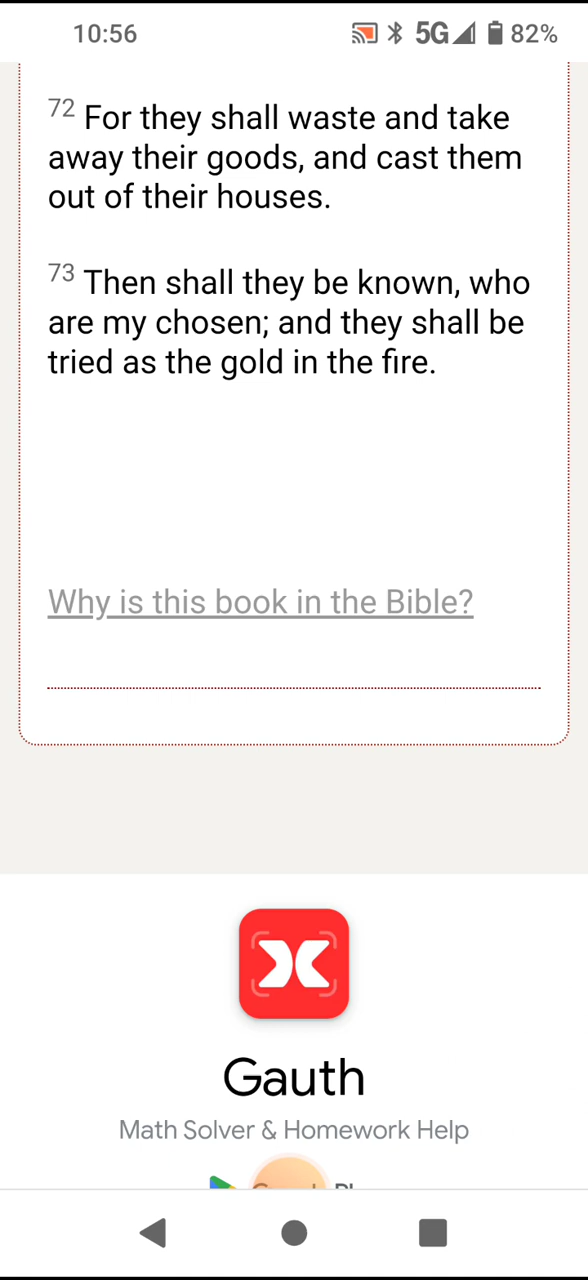 10:56 5G 82%
72 For they shall waste and take
away their goods, and cast them
out of their houses.
73 Then shall they be known, who
are my chosen; and they shall be
tried as the gold in the fire.
Why is this book in the Bible?
Gauth
Math Solver & Homework Help